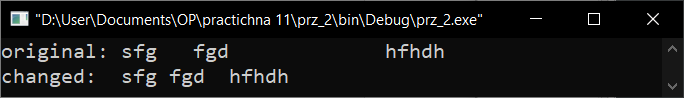 "D:\User\Documents\OP\practichna 11\prz_2\bin\Debug\prz_2.exe"
original: sfg   fgd             hfhdh
changed:  sfg fgd  hfhdh